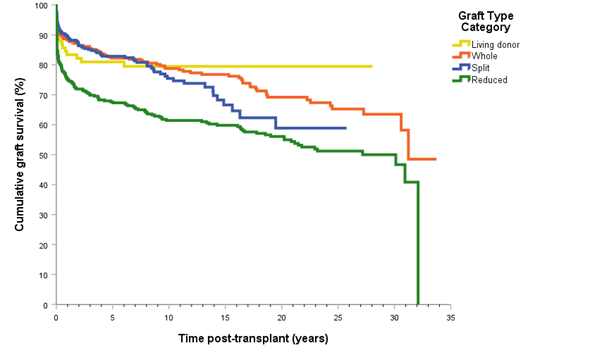 Graft Type
Category
Living donor
Whole
Split
Reduced
Cumulative graft survival (%)
100
90
80
70
60
50
40
30
20
10
0
0 5 10 15 20 25 30 35
Time post-transplant (years)